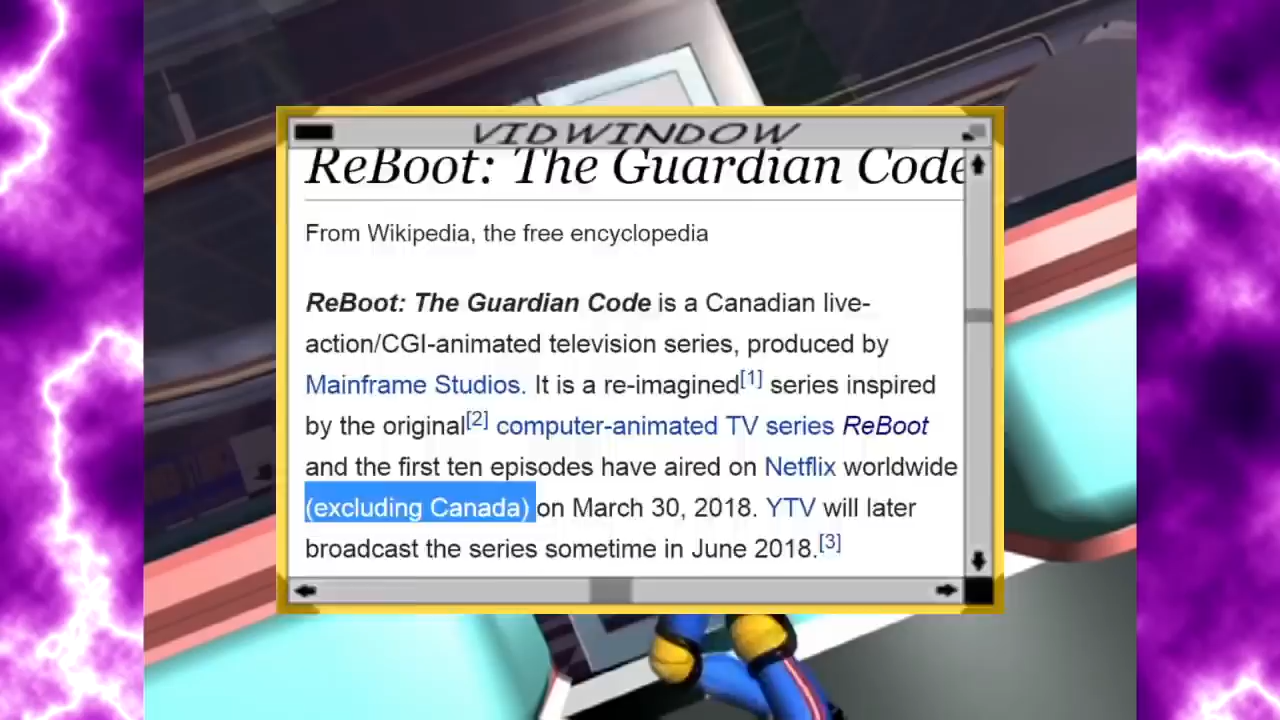 VIDWINDOW
ReBoot: The Guardian Code
From Wikipedia, the free encyclopedia
ReBoot: The Guardian Code is a Canadian live-
action/CGI-animated television series, produced by
Mainframe Studios. It is a re-imagined[1] series inspired
by the original[2] computer-animated TV series ReBoot
and the first ten episodes have aired on Netflix worldwide
(excluding Canada) on March 30, 2018. YTV will later
broadcast the series sometime in June 2018.[3]